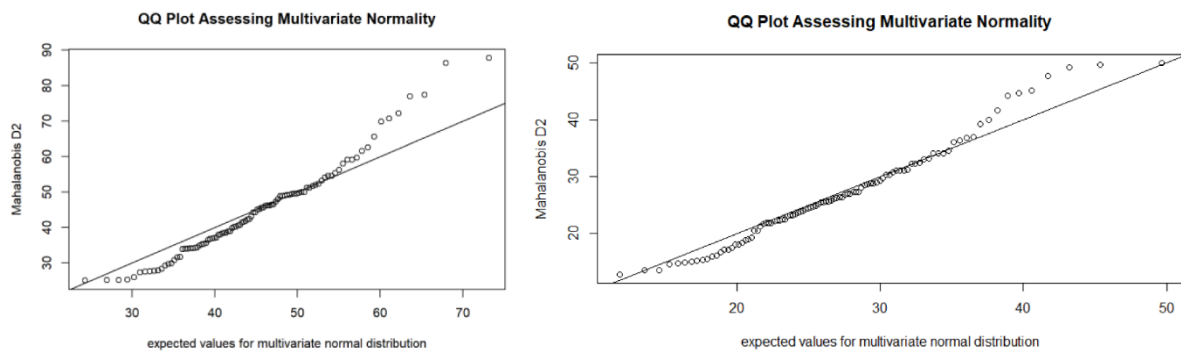 QQ Plot Assessing Multivariate Normality
Mahalanobis D2
90
80
70
60
50
40
30
30 40 50 60 70
expected values for multivariate normal distribution
QQ Plot Assessing Multivariate Normality
Mahalanobis D2
50
40
30
20
20 30 40 50
expected values for multivariate normal distribution